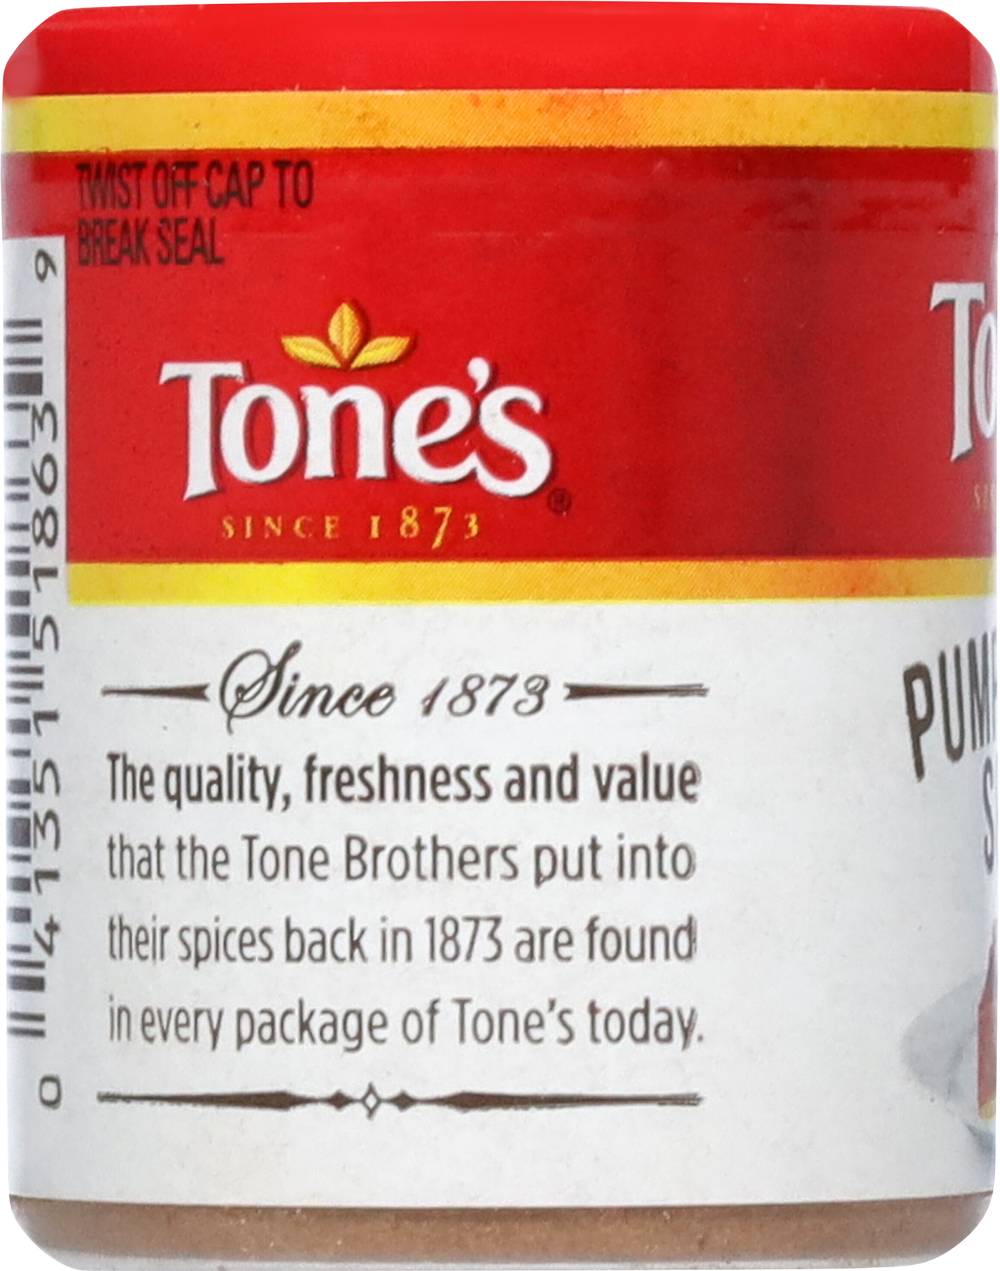 TWIST OFF CAP TO
BREAK SEAL
Tone's®
SINCE 1873
Since 1873
The quality, freshness and value
that the Tone Brothers put into
their spices back in 1873 are found
in every package of Tone's today.
0 41351 51863 9
To
PUM